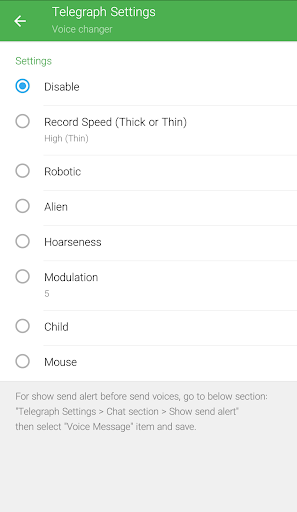 Telegraph Settings
Voice changer
Settings
Disable
Record Speed (Thick or Thin)
High (Thin)
Robotic
Alien
Hoarseness
Modulation
5
Child
Mouse
For show send alert before send voices, go to below section:
"Telegraph Settings > Chat section > Show send alert"
then select "Voice Message" item and save.